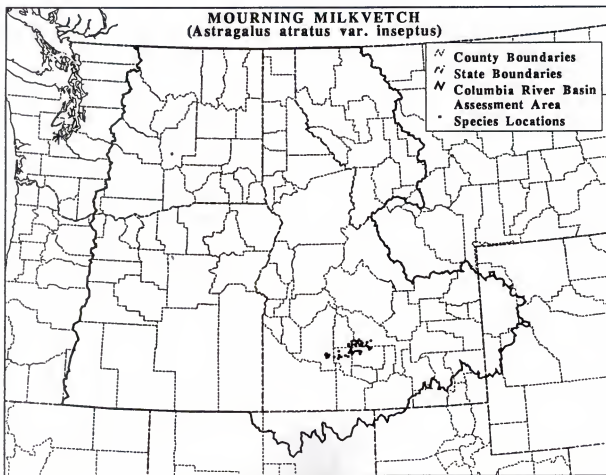 MOURNING MILKVETCH
(Astragalus atratus var. inseptus)
County Boundaries
State Boundaries
Columbia River Basin
Assessment Area
Species Locations